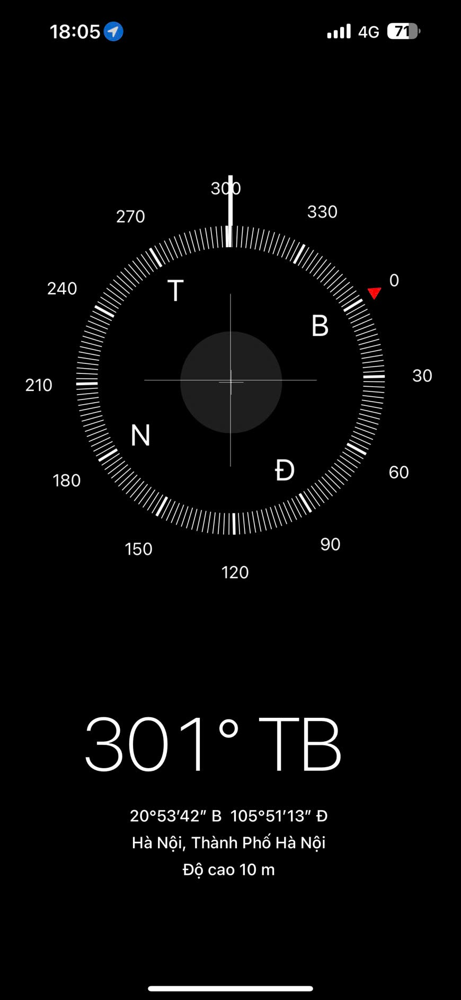 18:05 4G 71
300
270 330
240 0
T
B
210 30
N
Đ
180 60
150 90
120
301° TB
20°53′42″ B 105°51′13″ Đ
Hà Nội, Thành Phố Hà Nội
Độ cao 10 m